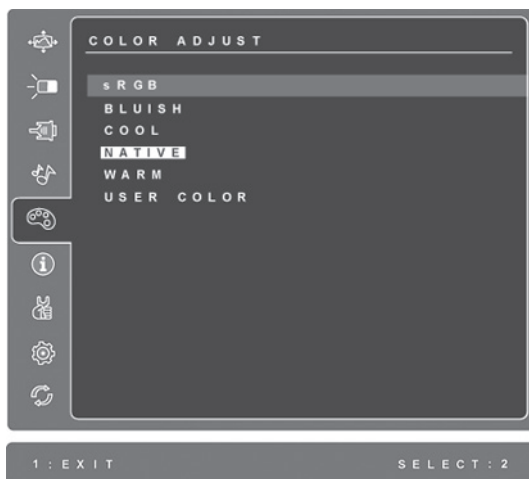 COLOR ADJUST
sRGB
BLUISH
COOL
NATIVE
WARM
USER COLOR
1:EXIT SELECT:2